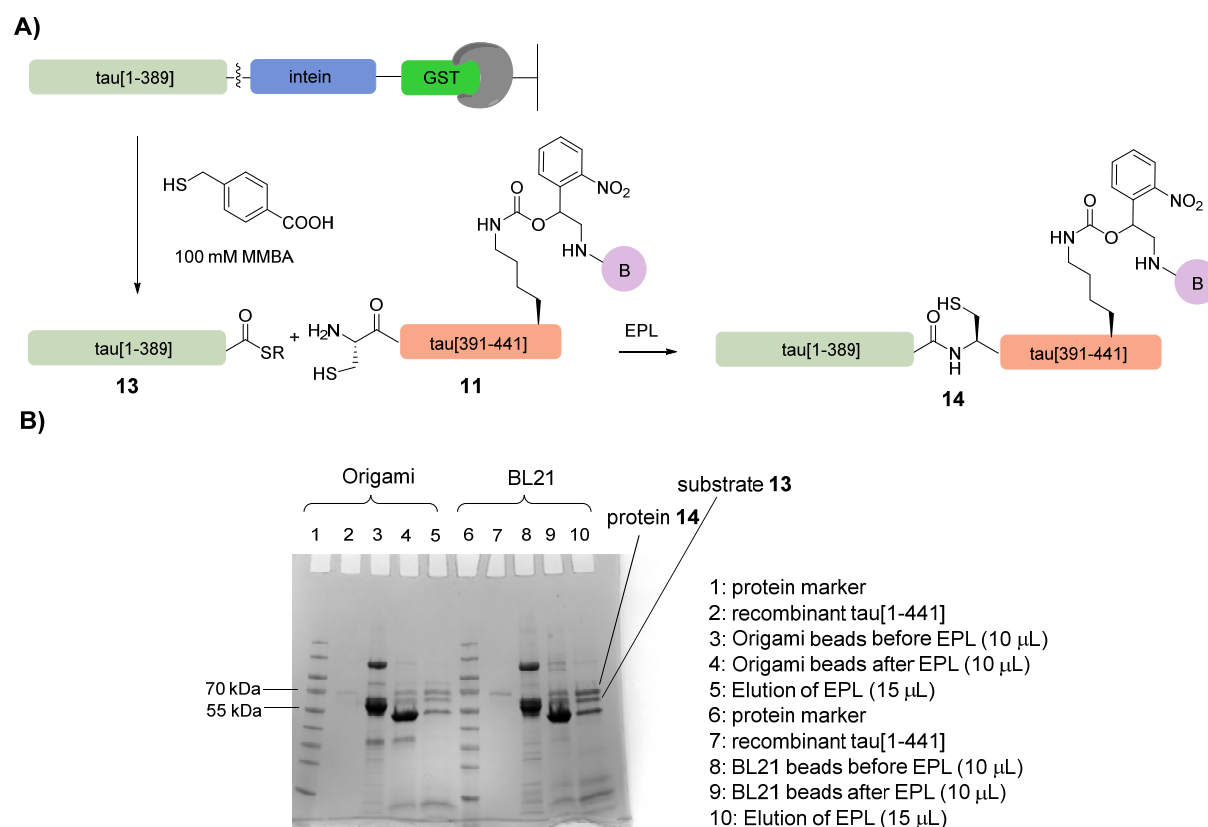 A)
tau[1-389]
intein
GST
HS
COOH
100 mM MMBA
O
HN
O
NO2
NH
B
O
SR
tau[1-389]
13
+
H2N
O
HS
tau[391-441]
11
EPL
O
HN
O
NO2
NH
B
HS
O
N
H
tau[1-389]
tau[391-441]
14
B)
Origami
BL21
substrate 13
protein 14
1 2 3 4 5 6 7 8 9 10
70 kDa
55 kDa
1: protein marker
2: recombinant tau[1-441]
3: Origami beads before EPL (10 μL)
4: Origami beads after EPL (10 μL)
5: Elution of EPL (15 μL)
6: protein marker
7: recombinant tau[1-441]
8: BL21 beads before EPL (10 μL)
9: BL21 beads after EPL (10 μL)
10: Elution of EPL (15 μL)